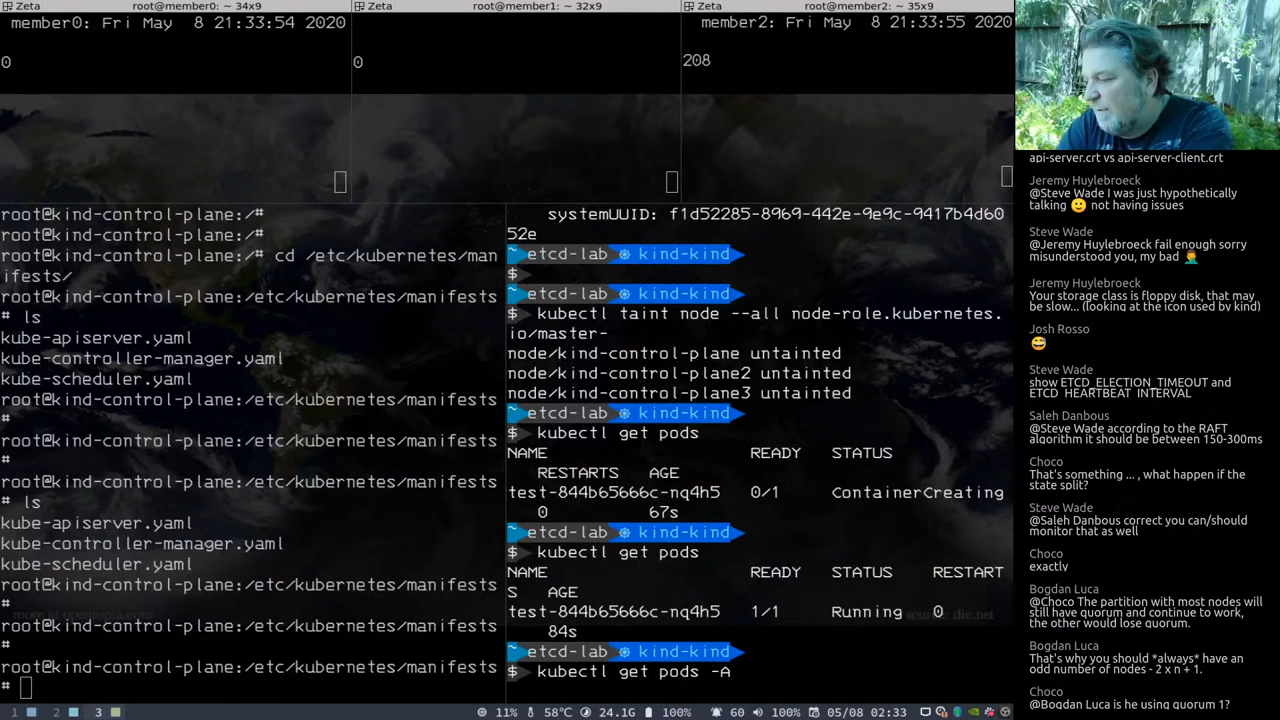 Zeta root@member0: ~ 34x9
member0: Fri May 8 21:33:54 2020
0
Zeta root@member1: ~ 32x9
0
Zeta root@member2: ~ 35x9
member2: Fri May 8 21:33:55 2020
208
root@kind-control-plane:/#
root@kind-control-plane:/#
root@kind-control-plane:/# cd /etc/kubernetes/man
ifests/
root@kind-control-plane:/etc/kubernetes/manifests
# ls
kube-apiserver.yaml
kube-controller-manager.yaml
kube-scheduler.yaml
root@kind-control-plane:/etc/kubernetes/manifests
#
root@kind-control-plane:/etc/kubernetes/manifests
#
root@kind-control-plane:/etc/kubernetes/manifests
# ls
kube-apiserver.yaml
kube-controller-manager.yaml
kube-scheduler.yaml
root@kind-control-plane:/etc/kubernetes/manifests
#
root@kind-control-plane:/etc/kubernetes/manifests
#
root@kind-control-plane:/etc/kubernetes/manifests
#
systemUUID: f1d52285-8969-442e-9e9c-9417b4d60
52e
~ etcd-lab ⎈ kind-kind
$
~ etcd-lab ⎈ kind-kind
$ kubectl taint node --all node-role.kubernetes.
io/master-
node/kind-control-plane untainted
node/kind-control-plane2 untainted
node/kind-control-plane3 untainted
~ etcd-lab ⎈ kind-kind
$ kubectl get pods
NAME READY STATUS
RESTARTS AGE
test-844b65666c-nq4h5 0/1 ContainerCreating
0 67s
~ etcd-lab ⎈ kind-kind
$ kubectl get pods
NAME READY STATUS RESTART
S AGE
test-844b65666c-nq4h5 1/1 Running 0
84s
~ etcd-lab ⎈ kind-kind
$ kubectl get pods -A
api-server.crt vs api-server-client.crt
Jeremy Huylebroeck
@Steve Wade I was just hypothetically
talking 🙂 not having issues
Steve Wade
@Jeremy Huylebroeck fail enough sorry
misunderstood you, my bad 🤦‍♂️
Jeremy Huylebroeck
Your storage class is floppy disk, that may
be slow... (looking at the icon used by kind)
Josh Rosso
😅
Steve Wade
show ETCD_ELECTION_TIMEOUT and
ETCD_HEARTBEAT_INTERVAL
Saleh Danbous
@Steve Wade according to the RAFT
algorithm it should be between 150-300ms
Choco
That's something ... , what happen if the
state split?
Steve Wade
@Saleh Danbous correct you can/should
monitor that as well
Choco
exactly
Bogdan Luca
@Choco The partition with most nodes will
still have quorum and continue to work,
the other would lose quorum.
Bogdan Luca
That's why you should *always* have an
odd number of nodes - 2 x n + 1.
Choco
@Bogdan Luca is he using quorum 1?
1 2 3 11% 58℃ 24.1G 100% 60 100% 05/08 02:33